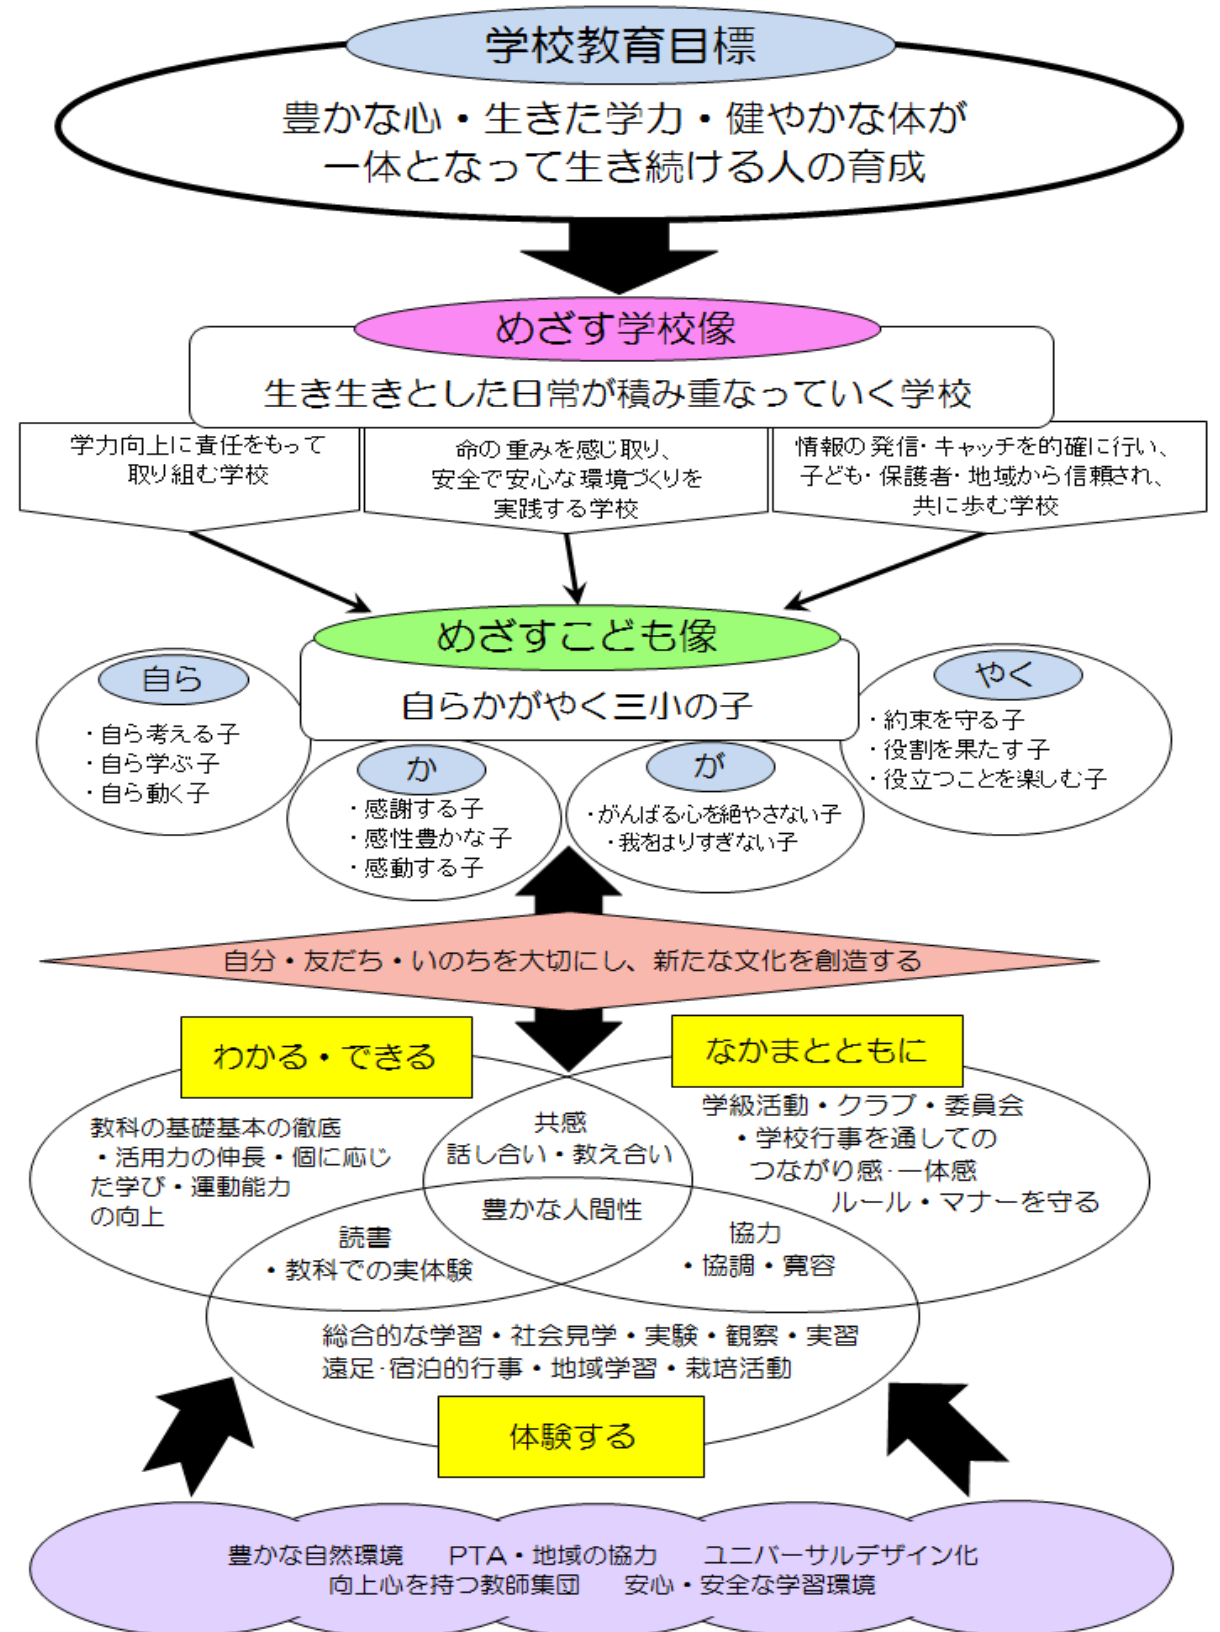 学校教育目標
豊かな心・生きた学力・健やかな体が
一体となって生き続ける人の育成
めざす学校像
生き生きとした日常が積み重なっていく学校
学力向上に責任をもって
取り組む学校
命の重みを感じ取り、
安全で安心な環境づくりを
実践する学校
情報の発信・キャッチを的確に行い、
子ども・保護者・地域から信頼され、
共に歩む学校
めざすこども像
自らかがやく三小の子
自ら
・自ら考える子
・自ら学ぶ子
・自ら動く子
か
・感謝する子
・感性豊かな子
・感動する子
が
・がんばる心を絶やさない子
・我をはりすぎない子
やく
・約束を守る子
・役割を果たす子
・役立つことを楽しむ子
自分・友だち・いのちを大切にし、新たな文化を創造する
わかる・できる
教科の基礎基本の徹底
・活用力の伸長・個に応じ
た学び・運動能力
の向上
共感
話し合い・教え合い
なかまとともに
学級活動・クラブ・委員会
・学校行事を通しての
つながり感・一体感
ルール・マナーを守る
豊かな人間性
読書
・教科での実体験
協力
・協調・寛容
総合的な学習・社会見学・実験・観察・実習
遠足・宿泊的行事・地域学習・栽培活動
体験する
豊かな自然環境 PTA・地域の協力 ユニバーサルデザイン化
向上心を持つ教師集団 安心・安全な学習環境